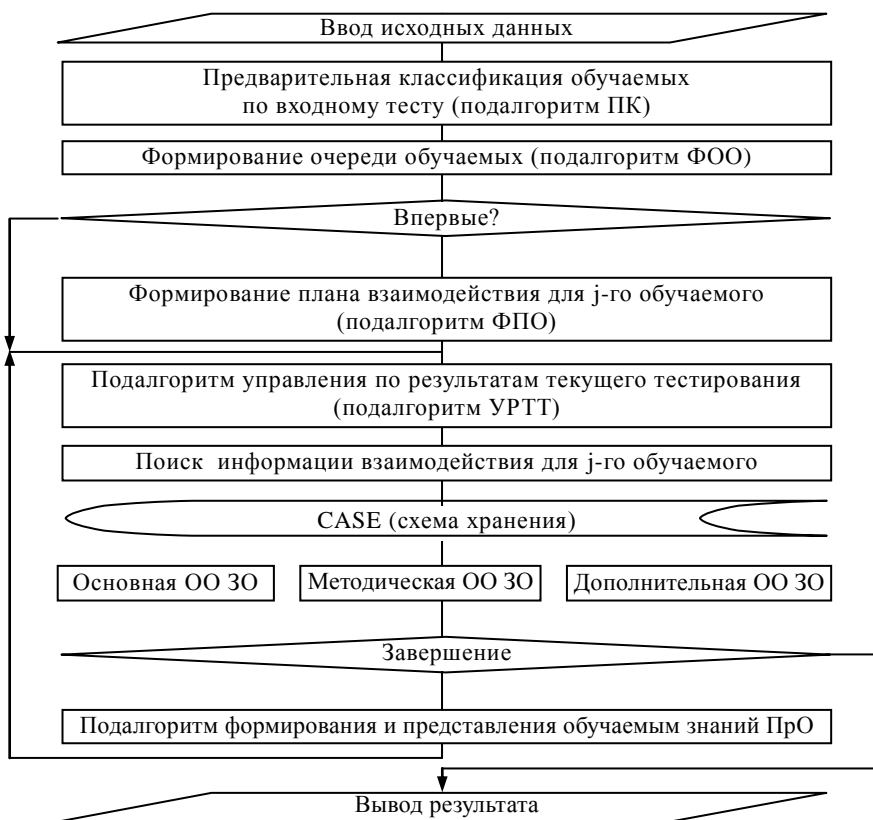 Ввод исходных данных
Предварительная классификация обучаемых
по входному тесту (подалгоритм ПК)
Формирование очереди обучаемых (подалгоритм ФОО)
Впервые?
Формирование плана взаимодействия для j-го обучаемого
(подалгоритм ФПО)
Подалгоритм управления по результатам текущего тестирования
(подалгоритм УРТТ)
Поиск информации взаимодействия для j-го обучаемого
CASE (схема хранения)
Основная ОО ЗО
Методическая ОО ЗО
Дополнительная ОО ЗО
Завершение
Подалгоритм формирования и представления обучаемым знаний ПрО
Вывод результата